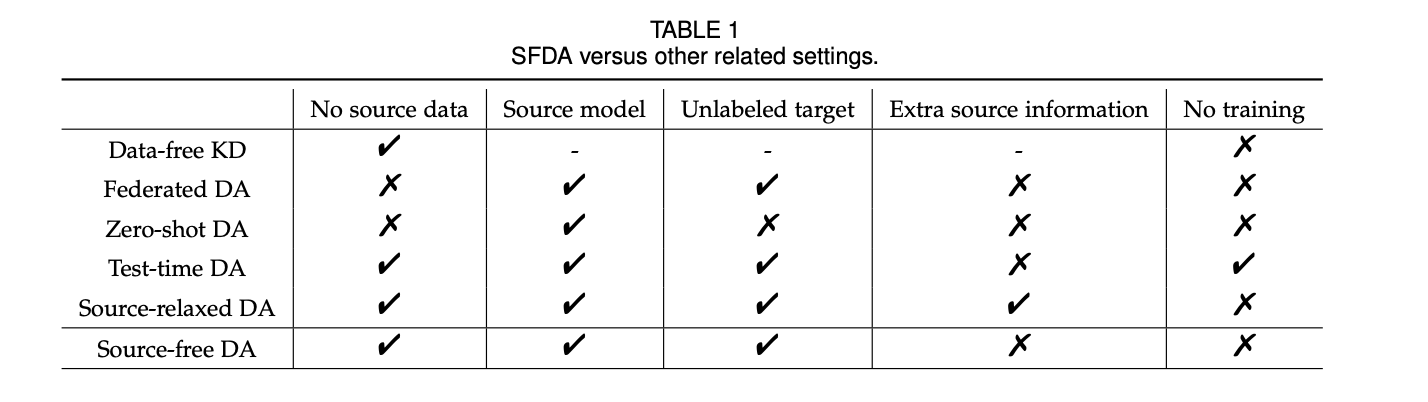 TABLE 1
SFDA versus other related settings.
No source data Source model Unlabeled target Extra source information No training
Data-free KD ✔ - - - ✗
Federated DA ✗ ✔ ✔ ✗ ✗
Zero-shot DA ✗ ✔ ✗ ✗ ✗
Test-time DA ✔ ✔ ✔ ✗ ✔
Source-relaxed DA ✔ ✔ ✔ ✔ ✗
Source-free DA ✔ ✔ ✔ ✗ ✗